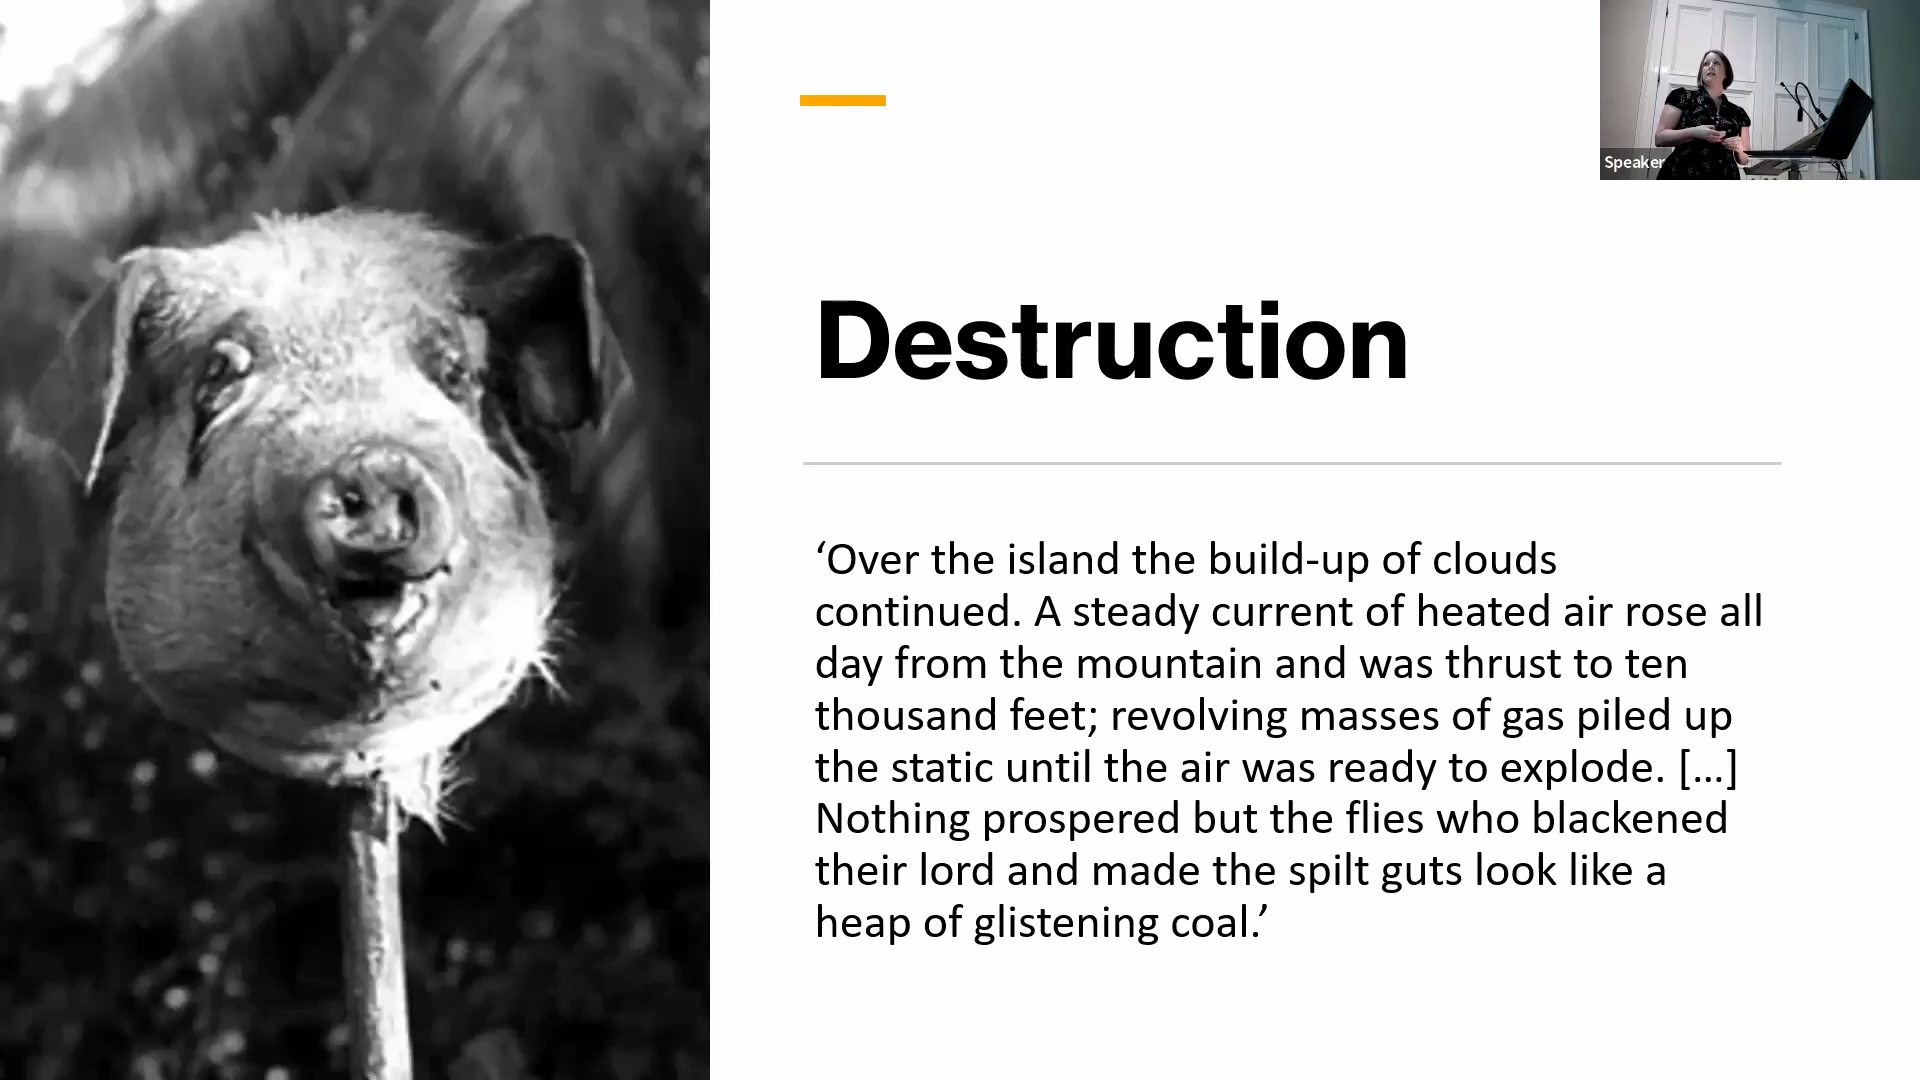 Speaker
Destruction
‘Over the island the build-up of clouds
continued. A steady current of heated air rose all
day from the mountain and was thrust to ten
thousand feet; revolving masses of gas piled up
the static until the air was ready to explode. [...]
Nothing prospered but the flies who blackened
their lord and made the spilt guts look like a
heap of glistening coal.’